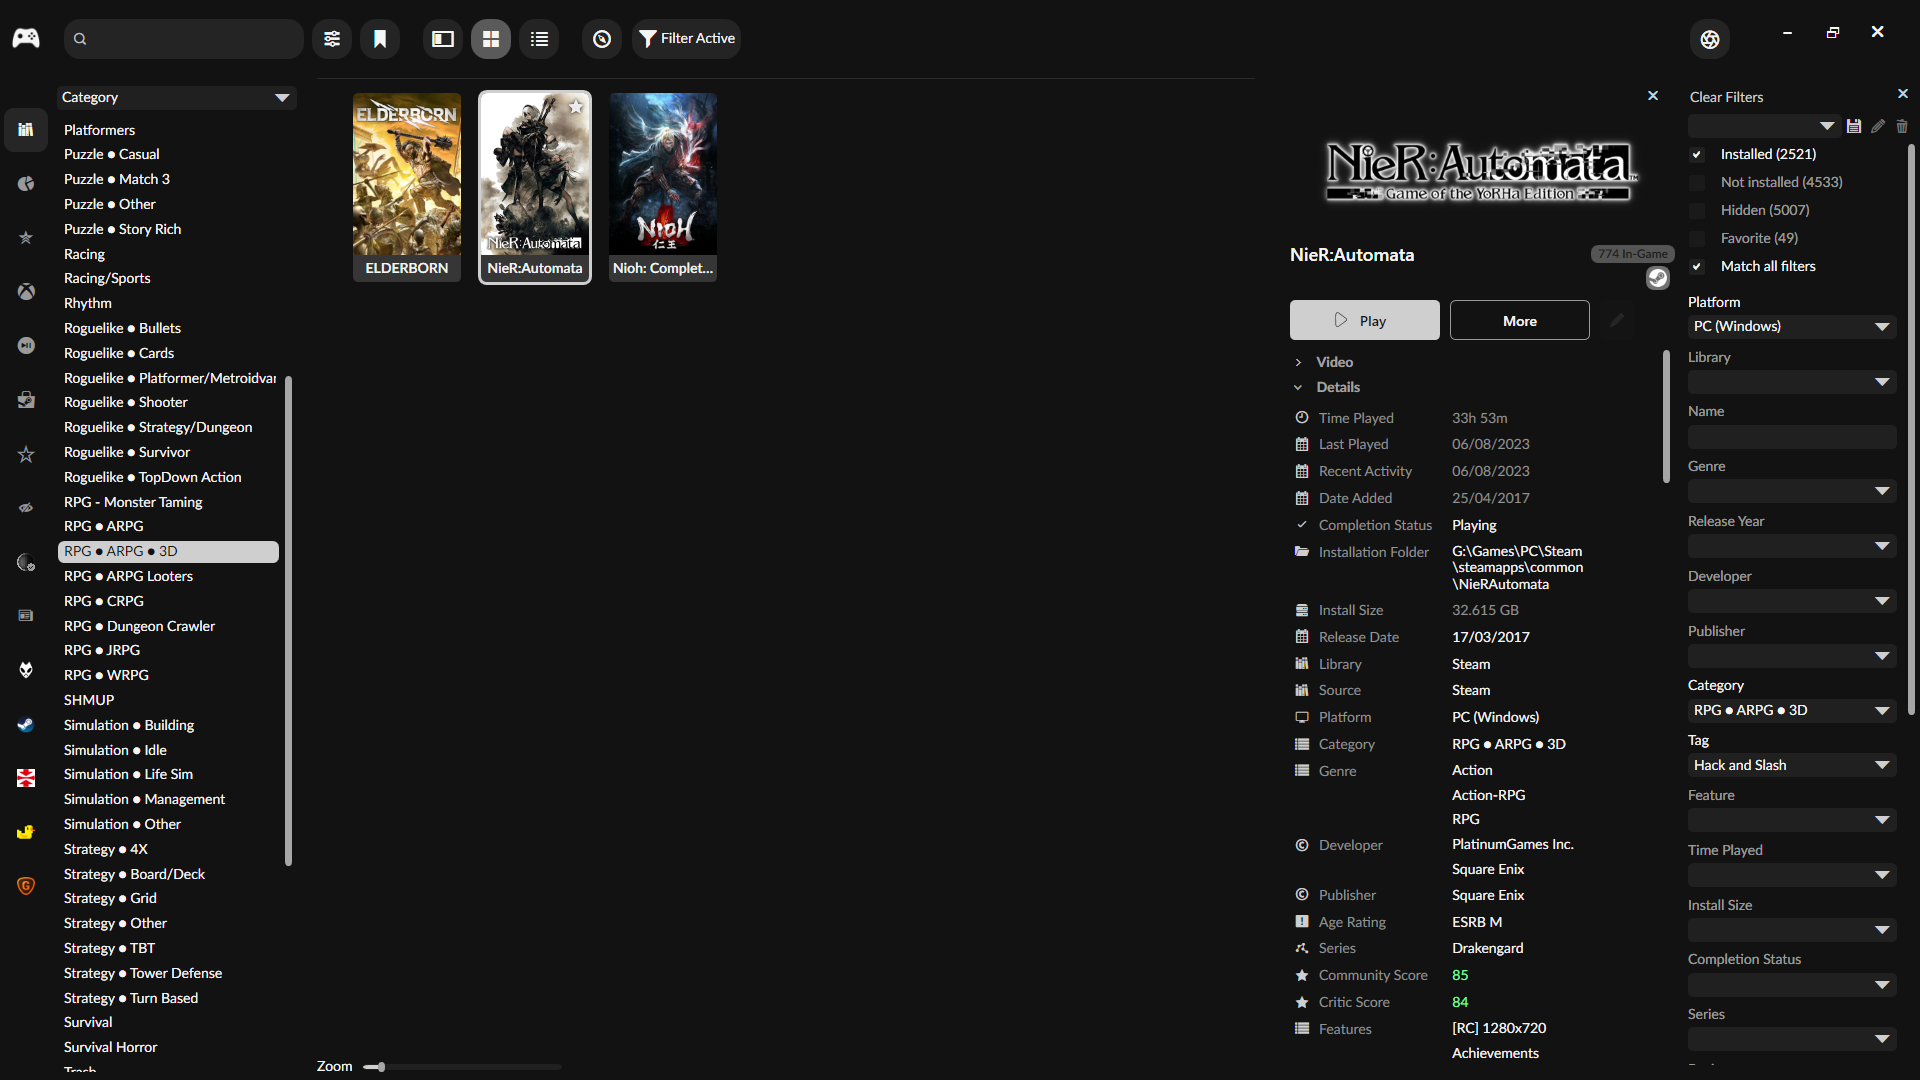 Filter Active
Category
Platformers
Puzzle ● Casual
Puzzle ● Match 3
Puzzle ● Other
Puzzle ● Story Rich
Racing
Racing/Sports
Rhythm
Roguelike ● Bullets
Roguelike ● Cards
Roguelike ● Platformer/Metroidvar
Roguelike ● Shooter
Roguelike ● Strategy/Dungeon
Roguelike ● Survivor
Roguelike ● TopDown Action
RPG - Monster Taming
RPG ● ARPG
RPG ● ARPG ● 3D
RPG ● ARPG Looters
RPG ● CRPG
RPG ● Dungeon Crawler
RPG ● JRPG
RPG ● WRPG
SHMUP
Simulation ● Building
Simulation ● Idle
Simulation ● Life Sim
Simulation ● Management
Simulation ● Other
Strategy ● 4X
Strategy ● Board/Deck
Strategy ● Grid
Strategy ● Other
Strategy ● TBT
Strategy ● Tower Defense
Strategy ● Turn Based
Survival
Survival Horror
Trash
ELDERBORN
ELDERBORN
NieR:Automata
NieR:Automata
NIOH
仁王
Nioh: Complet...
Zoom
NieR:Automata™
Game of the YoRHa Edition
NieR:Automata
774 In-Game
Play
More
Video
Details
Time Played 33h 53m
Last Played 06/08/2023
Recent Activity 06/08/2023
Date Added 25/04/2017
Completion Status Playing
Installation Folder G:\Games\PC\Steam
\steamapps\common
\NieRAutomata
Install Size 32.615 GB
Release Date 17/03/2017
Library Steam
Source Steam
Platform PC (Windows)
Category RPG ● ARPG ● 3D
Genre Action
Action-RPG
RPG
Developer PlatinumGames Inc.
Square Enix
Publisher Square Enix
Age Rating ESRB M
Series Drakengard
Community Score 85
Critic Score 84
Features [RC] 1280x720
Achievements
Clear Filters
Installed (2521)
Not installed (4533)
Hidden (5007)
Favorite (49)
Match all filters
Platform
PC (Windows)
Library
Name
Genre
Release Year
Developer
Publisher
Category
RPG ● ARPG ● 3D
Tag
Hack and Slash
Feature
Time Played
Install Size
Completion Status
Series